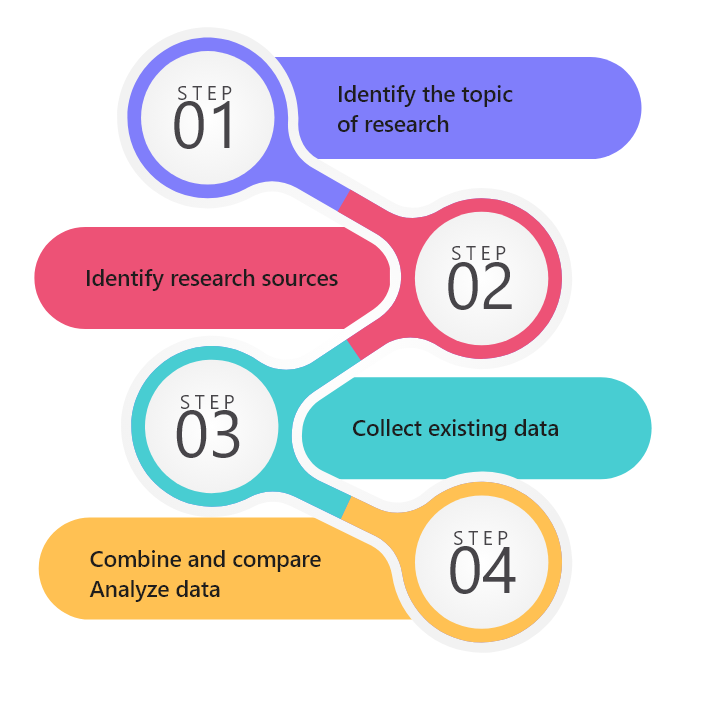 STEP
01
Identify the topic
of research
Identify research sources
STEP
02
STEP
03
Collect existing data
Combine and compare
Analyze data
STEP
04